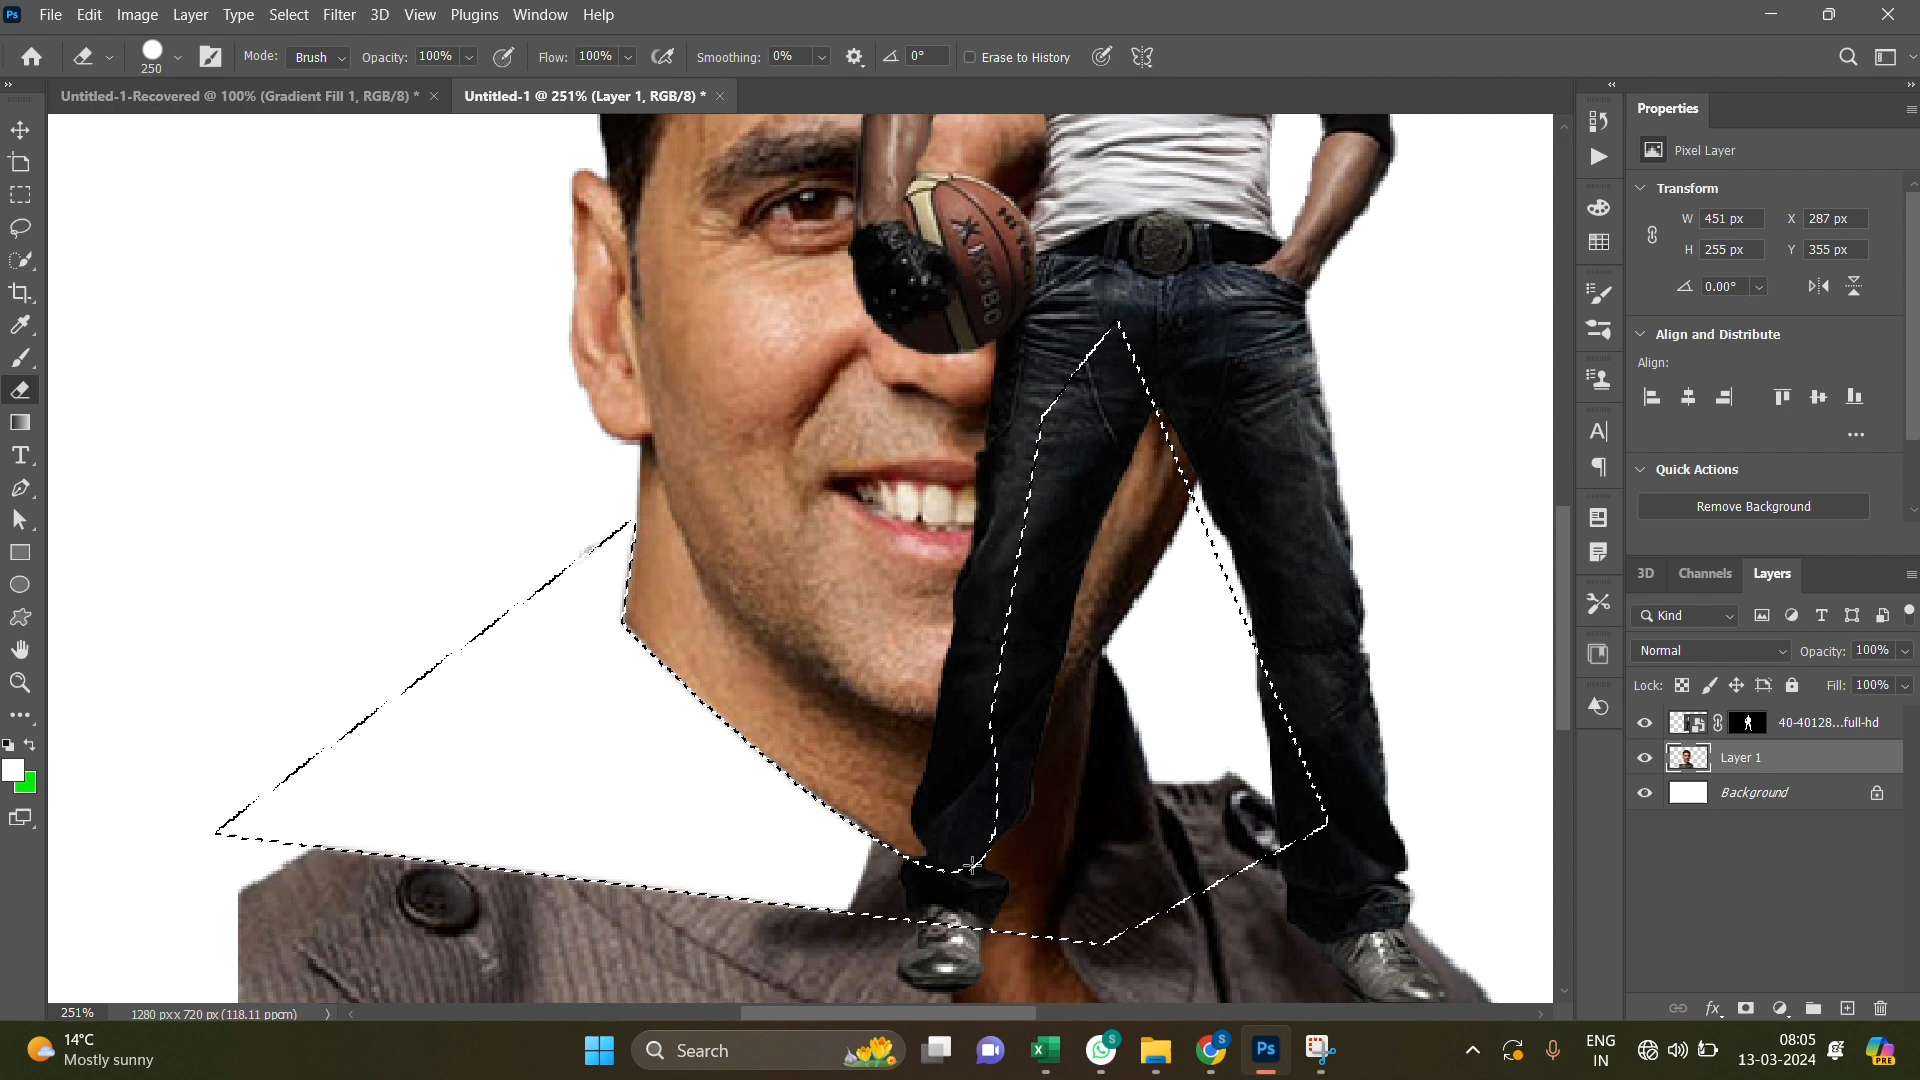 Ps File Edit Image Layer Type Select Filter 3D View Plugins Window Help
250 Mode: Brush Opacity: 100% Flow: 100% Smoothing: 0% 0° Erase to History
Untitled-1-Recovered @ 100% (Gradient Fill 1, RGB/8) * × Untitled-1 @ 251% (Layer 1, RGB/8) * ×
Properties
Pixel Layer
Transform
W 451 px X 287 px
H 255 px Y 355 px
0.00°
Align and Distribute
Align:
Quick Actions
Remove Background
3D Channels Layers
Kind
Normal Opacity: 100%
Lock: Fill: 100%
40-40128...full-hd
Layer 1
Background
fx
251% 1280 px x 720 px (118.11 ppcm)
14°C
Mostly sunny
Search
ENG
IN
08:05
13-03-2024
PRE